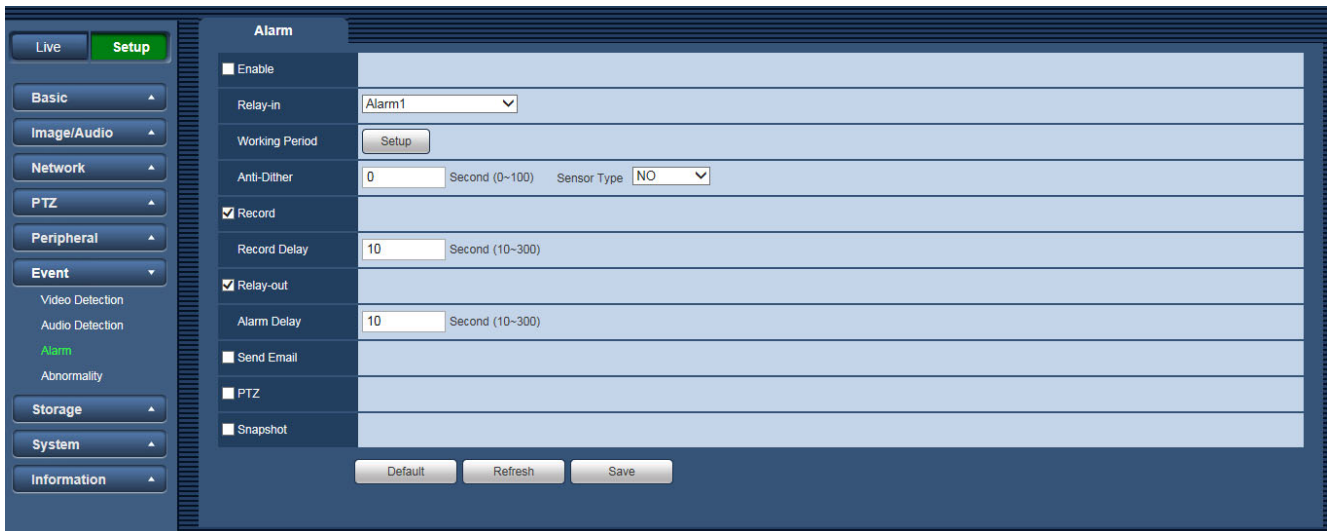 Live Setup
Basic
Image/Audio
Network
PTZ
Peripheral
Event
Video Detection
Audio Detection
Alarm
Abnormality
Storage
System
Information
Alarm
Enable
Relay-in Alarm1
Working Period Setup
Anti-Dither 0 Second (0~100) Sensor Type NO
Record
Record Delay 10 Second (10~300)
Relay-out
Alarm Delay 10 Second (10~300)
Send Email
PTZ
Snapshot
Default Refresh Save